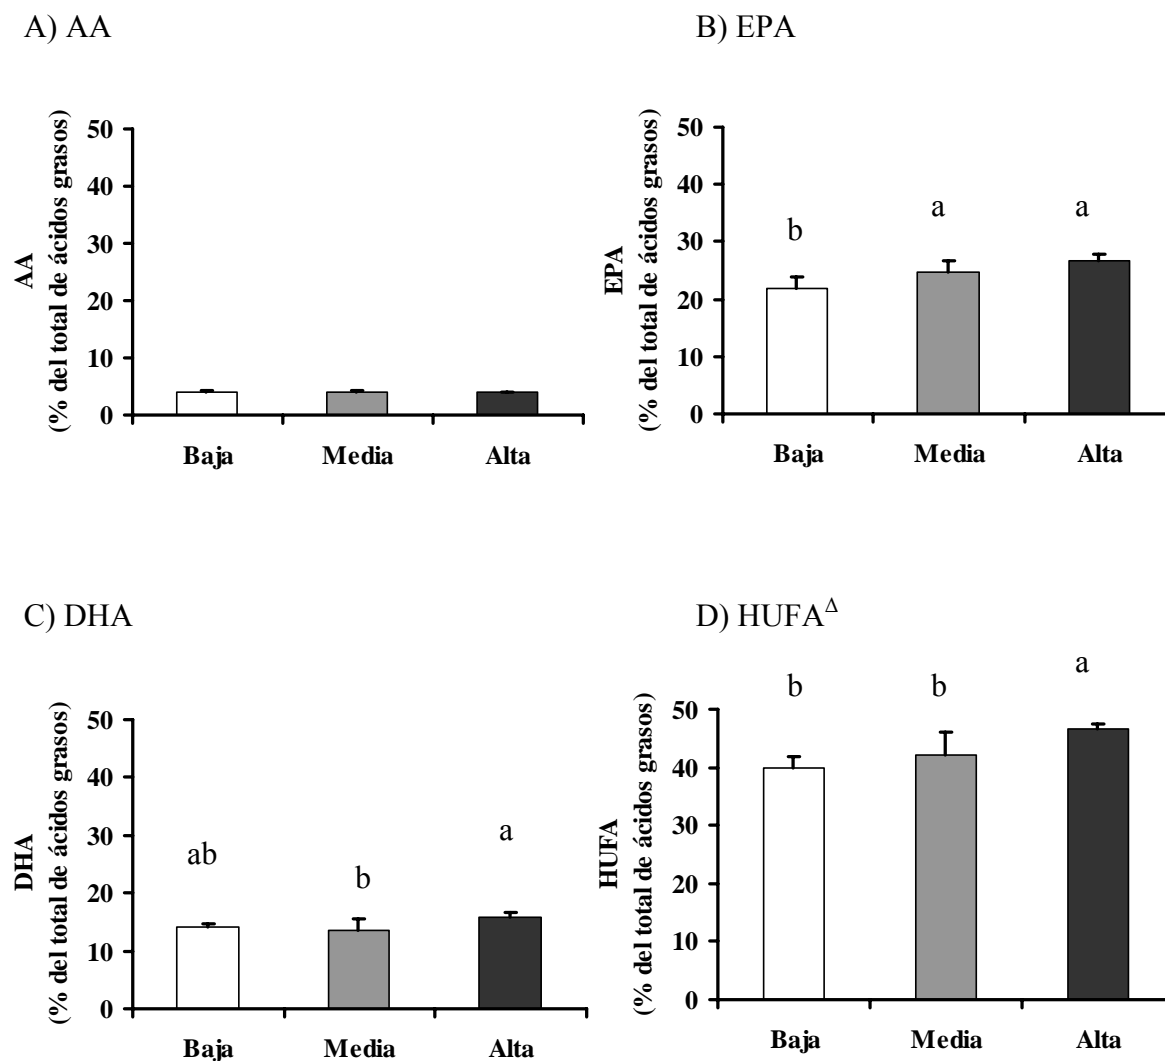 A) AA
AA
(% del total de ácidos grasos)
50
40
30
20
10
0
Baja Media Alta
B) EPA
EPA
(% del total de ácidos grasos)
50
40
30
20
10
0
b a a
Baja Media Alta
C) DHA
DHA
(% del total de ácidos grasos)
50
40
30
20
10
0
ab b a
Baja Media Alta
D) HUFAΔ
HUFA
(% del total de ácidos grasos)
50
40
30
20
10
0
b b a
Baja Media Alta